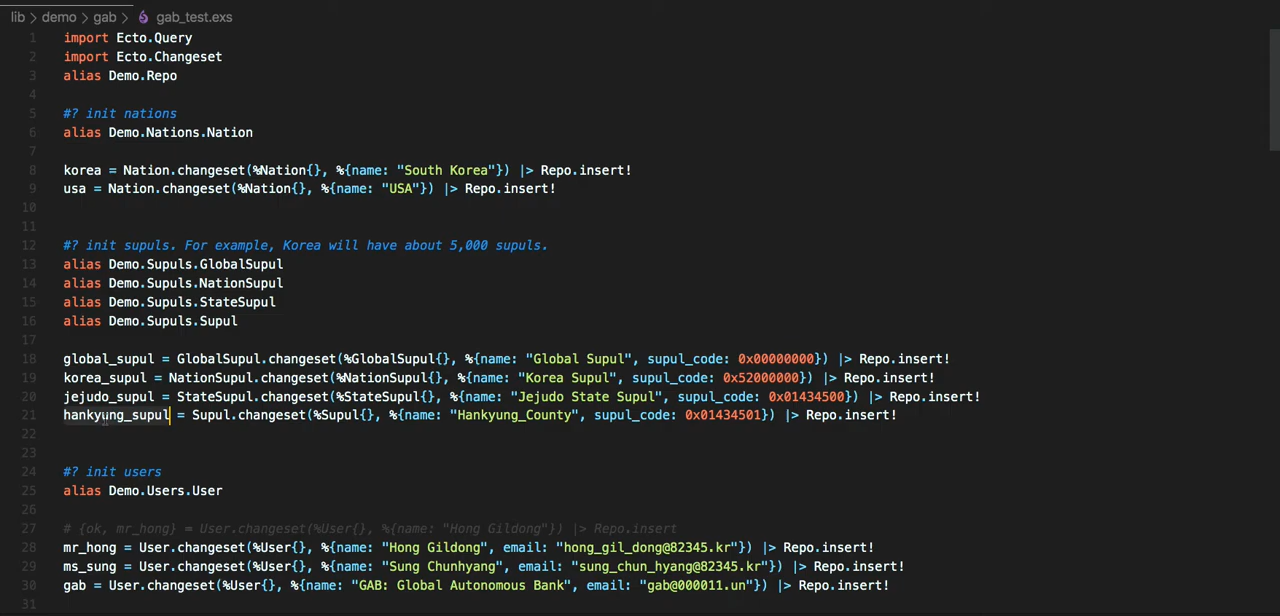 lib > demo > gab > gab_test.exs
1 import Ecto.Query
2 import Ecto.Changeset
3 alias Demo.Repo
4
5 #? init nations
6 alias Demo.Nations.Nation
7
8 korea = Nation.changeset(%Nation{}, %{name: "South Korea"}) |> Repo.insert!
9 usa = Nation.changeset(%Nation{}, %{name: "USA"}) |> Repo.insert!
10
11
12 #? init supuls. For example, Korea will have about 5,000 supuls.
13 alias Demo.Supuls.GlobalSupul
14 alias Demo.Supuls.NationSupul
15 alias Demo.Supuls.StateSupul
16 alias Demo.Supuls.Supul
17
18 global_supul = GlobalSupul.changeset(%GlobalSupul{}, %{name: "Global Supul", supul_code: 0x00000000}) |> Repo.insert!
19 korea_supul = NationSupul.changeset(%NationSupul{}, %{name: "Korea Supul", supul_code: 0x52000000}) |> Repo.insert!
20 jejudo_supul = StateSupul.changeset(%StateSupul{}, %{name: "Jejudo State Supul", supul_code: 0x01434500}) |> Repo.insert!
21 hankyung_supul = Supul.changeset(%Supul{}, %{name: "Hankyung_County", supul_code: 0x01434501}) |> Repo.insert!
22
23
24 #? init users
25 alias Demo.Users.User
26
27 # {ok, mr_hong} = User.changeset(%User{}, %{name: "Hong Gildong"}) |> Repo.insert
28 mr_hong = User.changeset(%User{}, %{name: "Hong Gildong", email: "hong_gil_dong@82345.kr"}) |> Repo.insert!
29 ms_sung = User.changeset(%User{}, %{name: "Sung Chunhyang", email: "sung_chun_hyang@82345.kr"}) |> Repo.insert!
30 gab = User.changeset(%User{}, %{name: "GAB: Global Autonomous Bank", email: "gab@000011.un"}) |> Repo.insert!
31